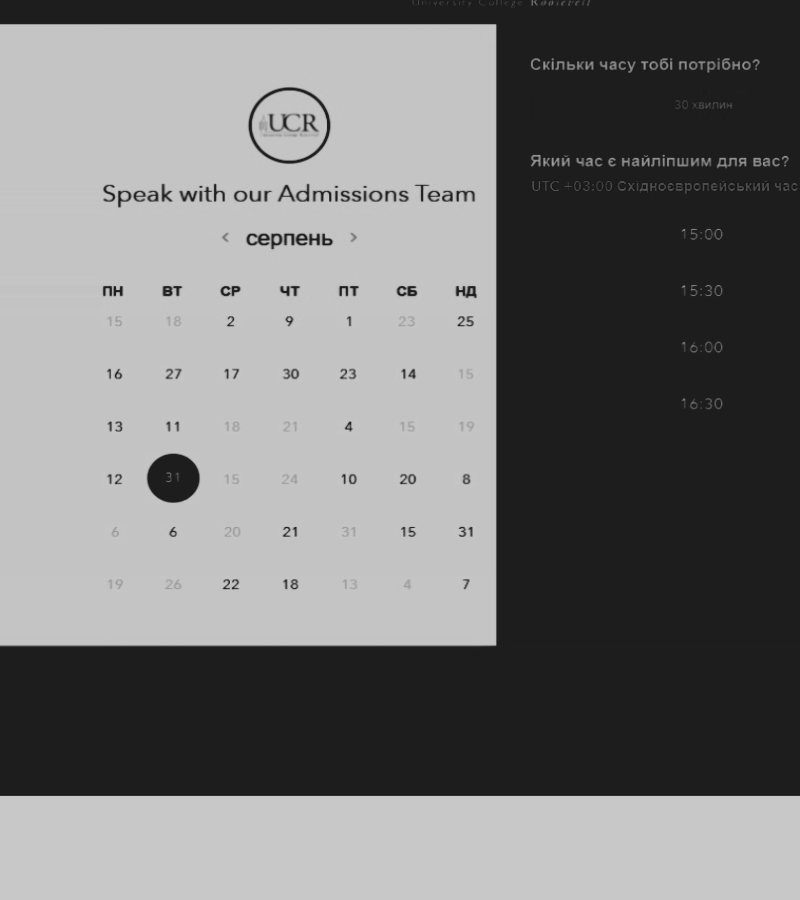 University College Roosevelt
UCR
Speak with our Admissions Team
< серпень >
ПН ВТ СР ЧТ ПТ СБ НД
15 18 2 9 1 23 25
16 27 17 30 23 14 15
13 11 18 21 4 15 19
12 31 15 24 10 20 8
6 6 20 21 31 15 31
19 26 22 18 13 4 7
Скільки часу тобі потрібно?
30 хвилин
Який час є найліпшим для вас?
UTC +03:00 Східноєвропейський час
15:00
15:30
16:00
16:30